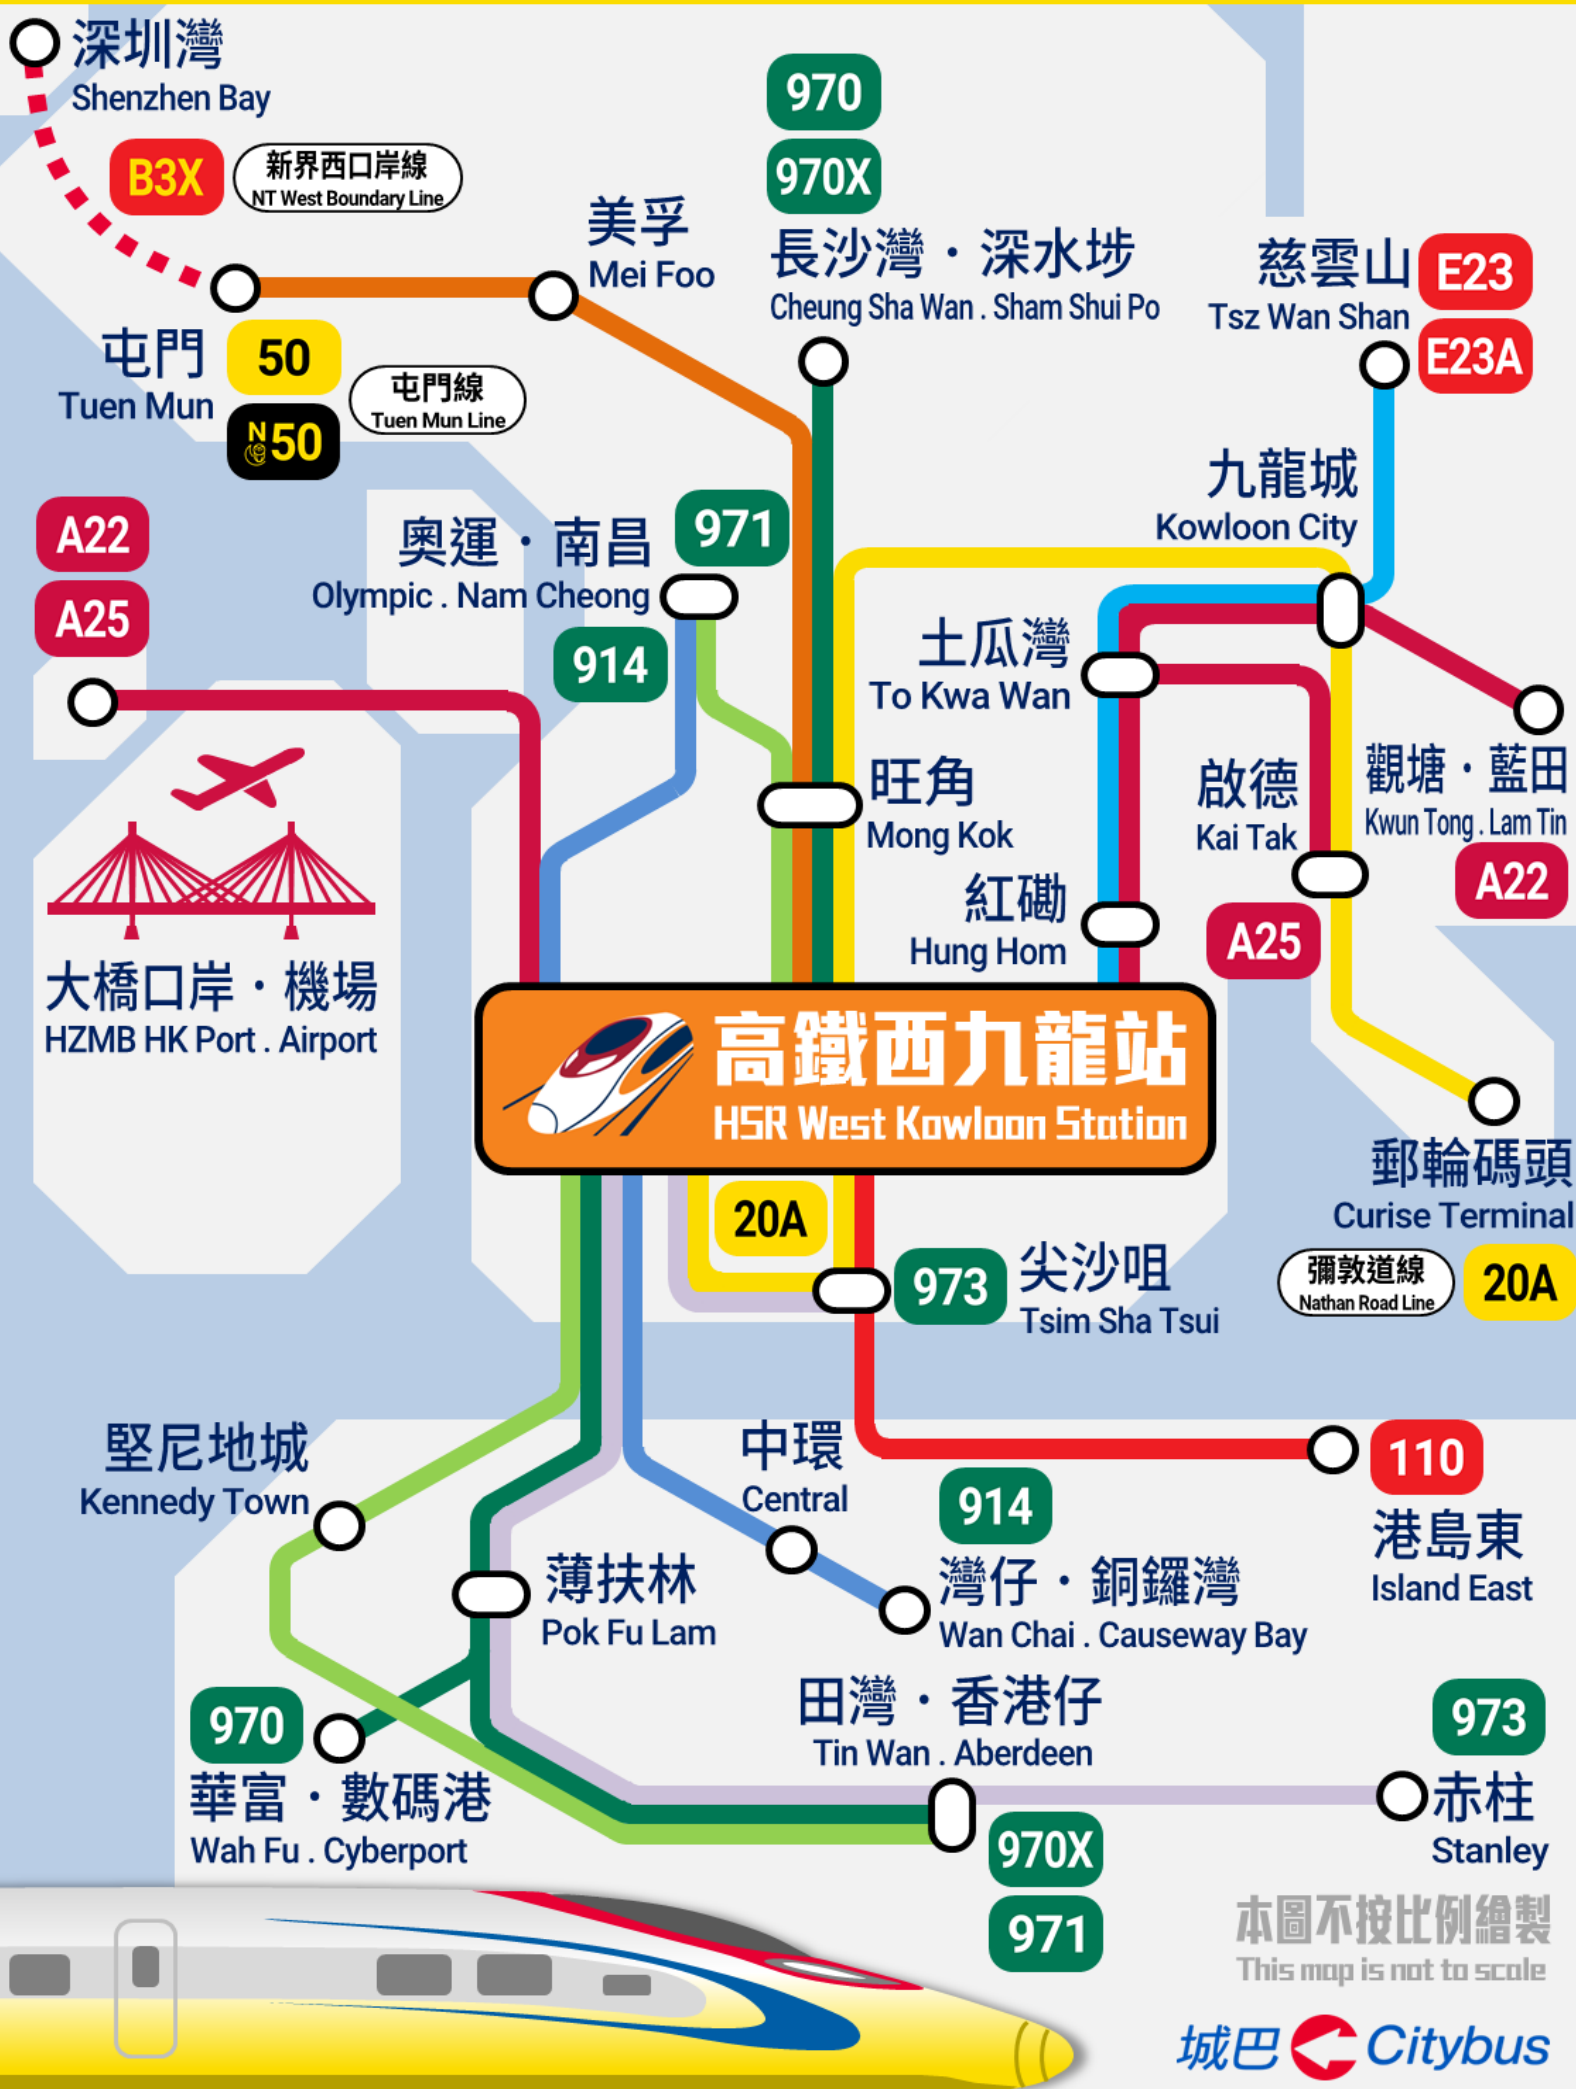 深圳灣
Shenzhen Bay
B3X
新界西口岸線
NT West Boundary Line
美孚
Mei Foo
970
970X
長沙灣・深水埗
Cheung Sha Wan . Sham Shui Po
慈雲山
Tsz Wan Shan
E23
E23A
屯門
Tuen Mun
50
N50
屯門線
Tuen Mun Line
九龍城
Kowloon City
A22
A25
奧運・南昌
Olympic . Nam Cheong
971
914
土瓜灣
To Kwa Wan
旺角
Mong Kok
啟德
Kai Tak
A25
觀塘・藍田
Kwun Tong . Lam Tin
A22
紅磡
Hung Hom
大橋口岸・機場
HZMB HK Port . Airport
高鐵西九龍站
HSR West Kowloon Station
郵輪碼頭
Curise Terminal
彌敦道線
Nathan Road Line
20A
20A
973
尖沙咀
Tsim Sha Tsui
堅尼地城
Kennedy Town
中環
Central
914
灣仔・銅鑼灣
Wan Chai . Causeway Bay
110
港島東
Island East
薄扶林
Pok Fu Lam
970
華富・數碼港
Wah Fu . Cyberport
田灣・香港仔
Tin Wan . Aberdeen
970X
971
973
赤柱
Stanley
本圖不按比例繪製
This map is not to scale
城巴 Citybus